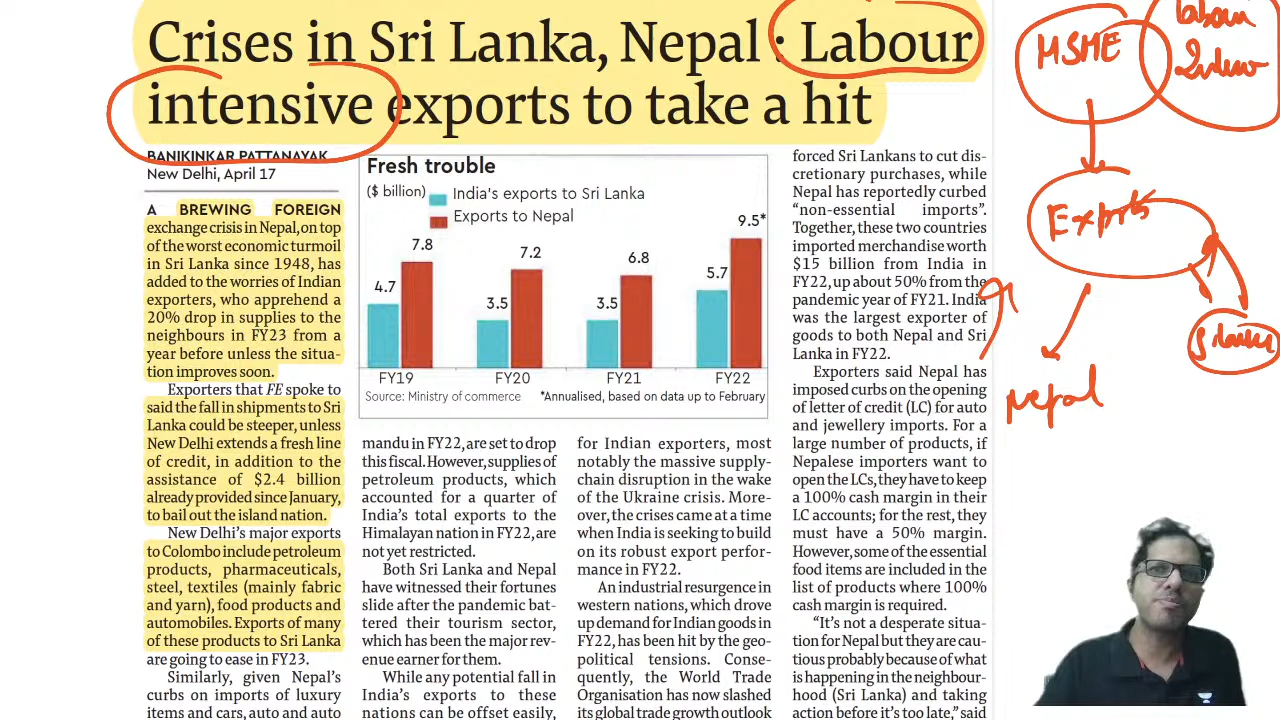 Crises in Sri Lanka, Nepal : Labour
intensive exports to take a hit
BANIKINKAR PATTANAYAK
New Delhi, April 17
A BREWING FOREIGN
exchange crisis in Nepal, on top
of the worst economic turmoil
in Sri Lanka since 1948, has
added to the worries of Indian
exporters, who apprehend a
20% drop in supplies to the
neighbours in FY23 from a
year before unless the situa-
tion improves soon.
Exporters that FE spoke to
said the fall in shipments to Sri
Lanka could be steeper, unless
New Delhi extends a fresh line
of credit, in addition to the
assistance of $2.4 billion
already provided since January,
to bail out the island nation.
New Delhi's major exports
to Colombo include petroleum
products, pharmaceuticals,
steel, textiles (mainly fabric
and yarn), food products and
automobiles. Exports of many
of these products to Sri Lanka
are going to ease in FY23.
Similarly, given Nepal's
curbs on imports of luxury
items and cars, auto and auto
Fresh trouble
($ billion)
India's exports to Sri Lanka
Exports to Nepal
4.7
7.8
3.5
7.2
3.5
6.8
5.7
9.5*
FY19
FY20
FY21
FY22
Source: Ministry of commerce
*Annualised, based on data up to February
mandu in FY22, are set to drop
this fiscal. However, supplies of
petroleum products, which
accounted for a quarter of
India's total exports to the
Himalayan nation in FY22, are
not yet restricted.
Both Sri Lanka and Nepal
have witnessed their fortunes
slide after the pandemic bat-
tered their tourism sector,
which has been the major rev-
enue earner for them.
While any potential fall in
India's exports to these
nations can be offset easily,
for Indian exporters, most
notably the massive supply-
chain disruption in the wake
of the Ukraine crisis. More-
over, the crises came at a time
when India is seeking to build
on its robust export perfor-
mance in FY22.
An industrial resurgence in
western nations, which drove
up demand for Indian goods in
FY22, has been hit by the geo-
political tensions. Conse-
quently, the World Trade
Organisation has now slashed
its global trade growth outlook
forced Sri Lankans to cut dis-
cretionary purchases, while
Nepal has reportedly curbed
"non-essential imports".
Together, these two countries
imported merchandise worth
$15 billion from India in
FY22, up about 50% from the
pandemic year of FY21. India
was the largest exporter of
goods to both Nepal and Sri
Lanka in FY22.
Exporters said Nepal has
imposed curbs on the opening
of letter of credit (LC) for auto
and jewellery imports. For a
large number of products, if
Nepalese importers want to
open the LCs, they have to keep
a 100% cash margin in their
LC accounts; for the rest, they
must have a 50% margin.
However, some of the essential
food items are included in the
list of products where 100%
cash margin is required.
"It's not a desperate situa-
tion for Nepal but they are cau-
tious probably because of what
is happening in the neighbour-
hood (Sri Lanka) and taking
action before it's too late," said
MSME
labour
Exports
Nepal